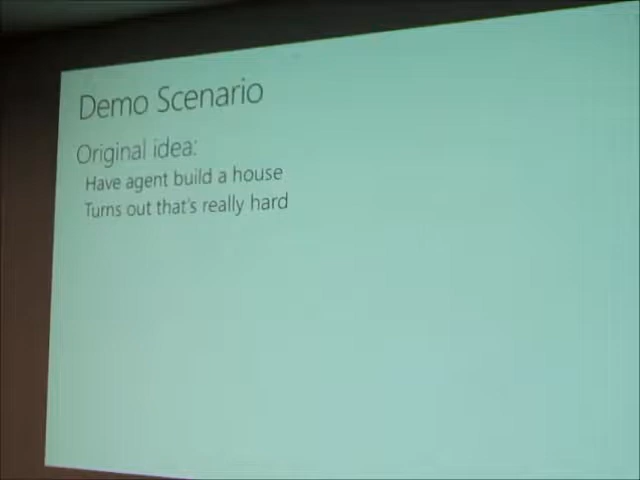 Demo Scenario
Original idea:
Have agent build a house
Turns out that's really hard